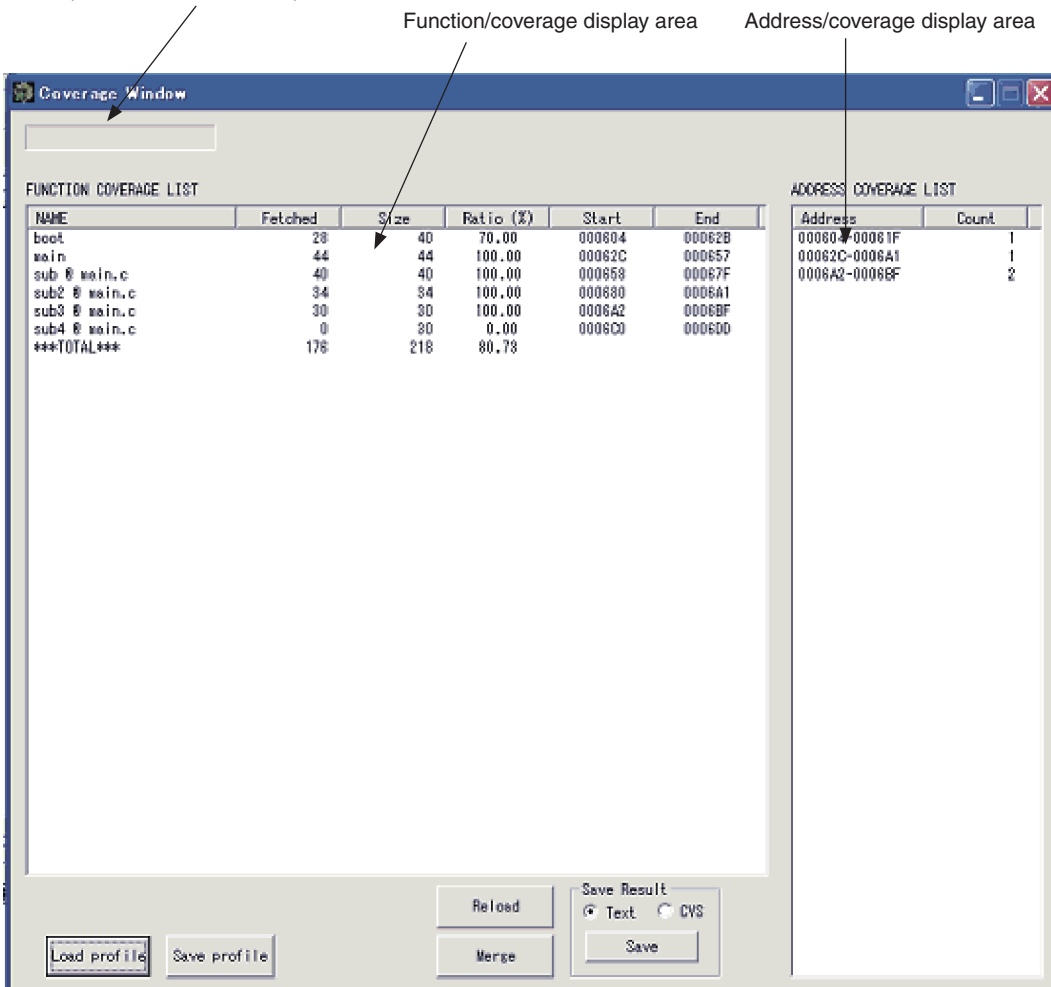 Function/coverage display area Address/coverage display area
Coverage Window
FUNCTION COVERAGE LIST ADDRESS COVERAGE LIST
NAME Fetched Size Ratio (%) Start End Address Count
boot 28 40 70.00 000604 00062B 000604-00061F 1
main 44 44 100.00 00062C 000657 00062C-0006A1 1
sub @ main.c 40 40 100.00 000658 00067F 0006A2-0006BF 2
sub2 @ main.c 34 34 100.00 000680 0006A1
sub3 @ main.c 30 30 100.00 0006A2 0006BF
sub4 @ main.c 0 30 0.00 0006C0 0006DD
***TOTAL*** 176 218 80.73
Reload
Save Result
Text CVS
Save
Load profile Save profile Merge